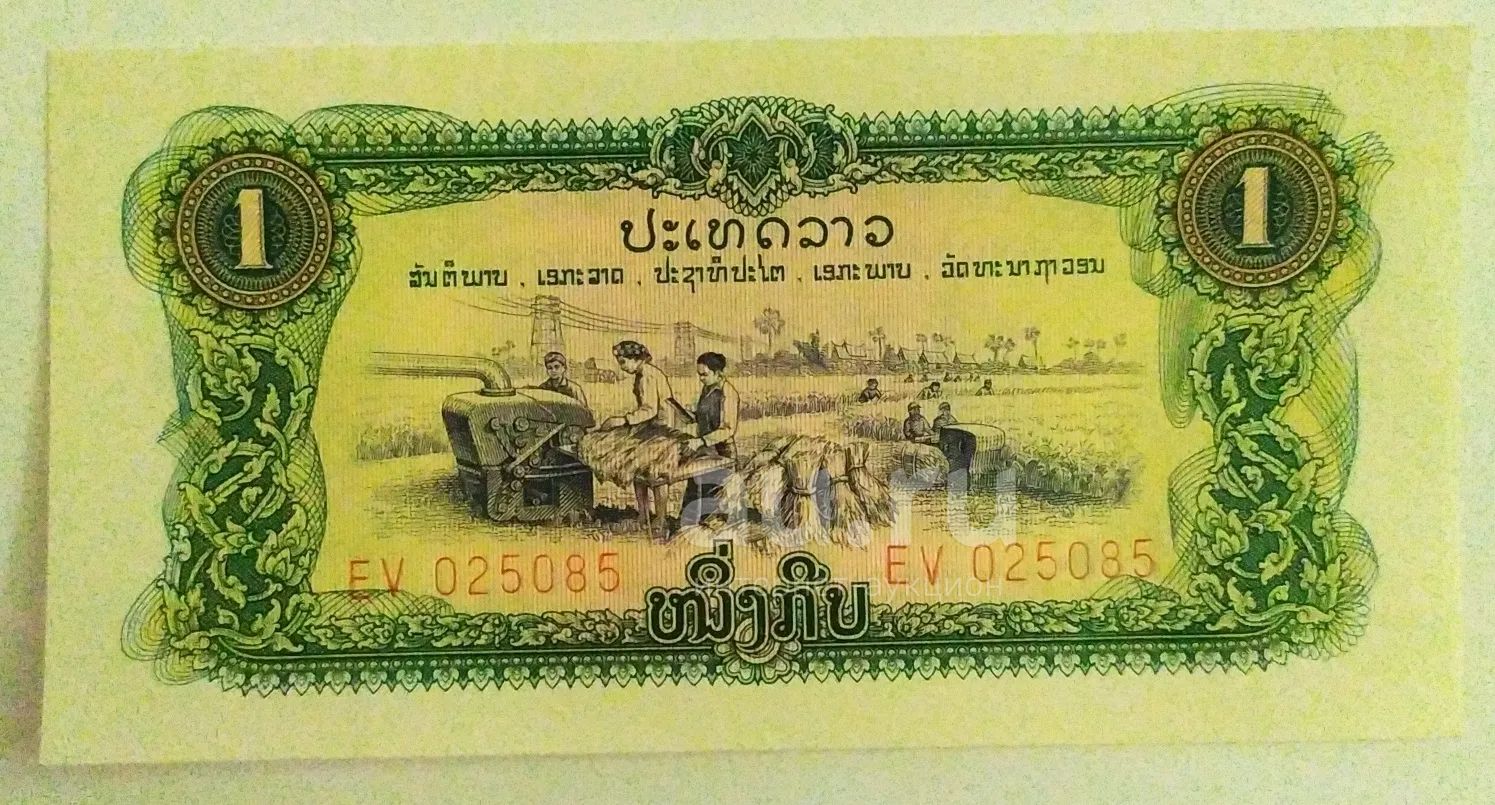 1 1
ປະເທດລາວ
ສັນຕິພາບ . ເອກະລາດ . ປະຊາທິປະໄຕ . ເອກະພາບ . ວັດທະນາຖາວອນ
au.ru
EV 025085 EV 025085
аукцион
ໜຶ່ງກີບ